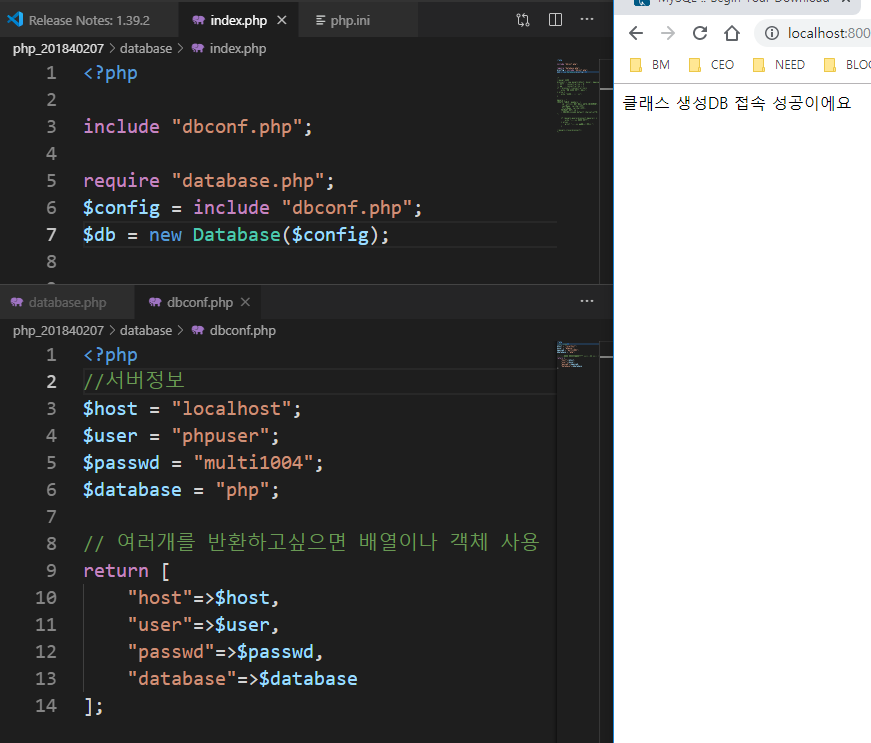 Release Notes: 1.39.2
index.php
php.ini
php_201840207 > database > index.php
1 <?php
2
3 include "dbconf.php";
4
5 require "database.php";
6 $config = include "dbconf.php";
7 $db = new Database($config);
8
database.php
dbconf.php
php_201840207 > database > dbconf.php
1 <?php
2 //서버정보
3 $host = "localhost";
4 $user = "phpuser";
5 $passwd = "multi1004";
6 $database = "php";
7
8 // 여러개를 반환하고싶으면 배열이나 객체 사용
9 return [
10 "host"=>$host,
11 "user"=>$user,
12 "passwd"=>$passwd,
13 "database"=>$database
14 ];
MySQL :: Begin Your Download
localhost:800
BM CEO NEED BLOG
클래스 생성DB 접속 성공이에요